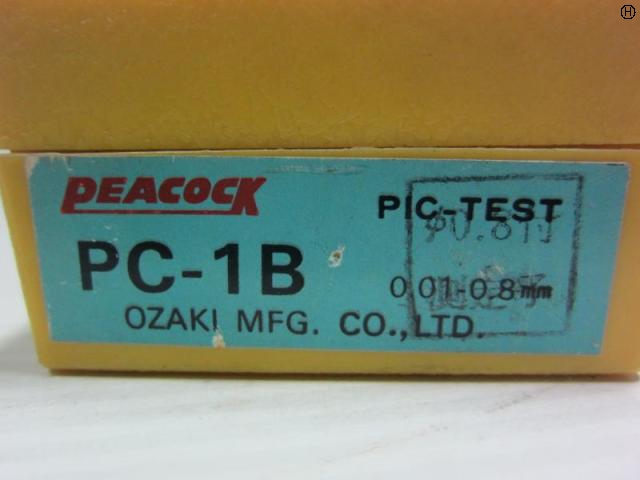 PEACOCK
PIC-TEST
PC-1B
0.01-0.8mm
OZAKI MFG. CO.,LTD.
H